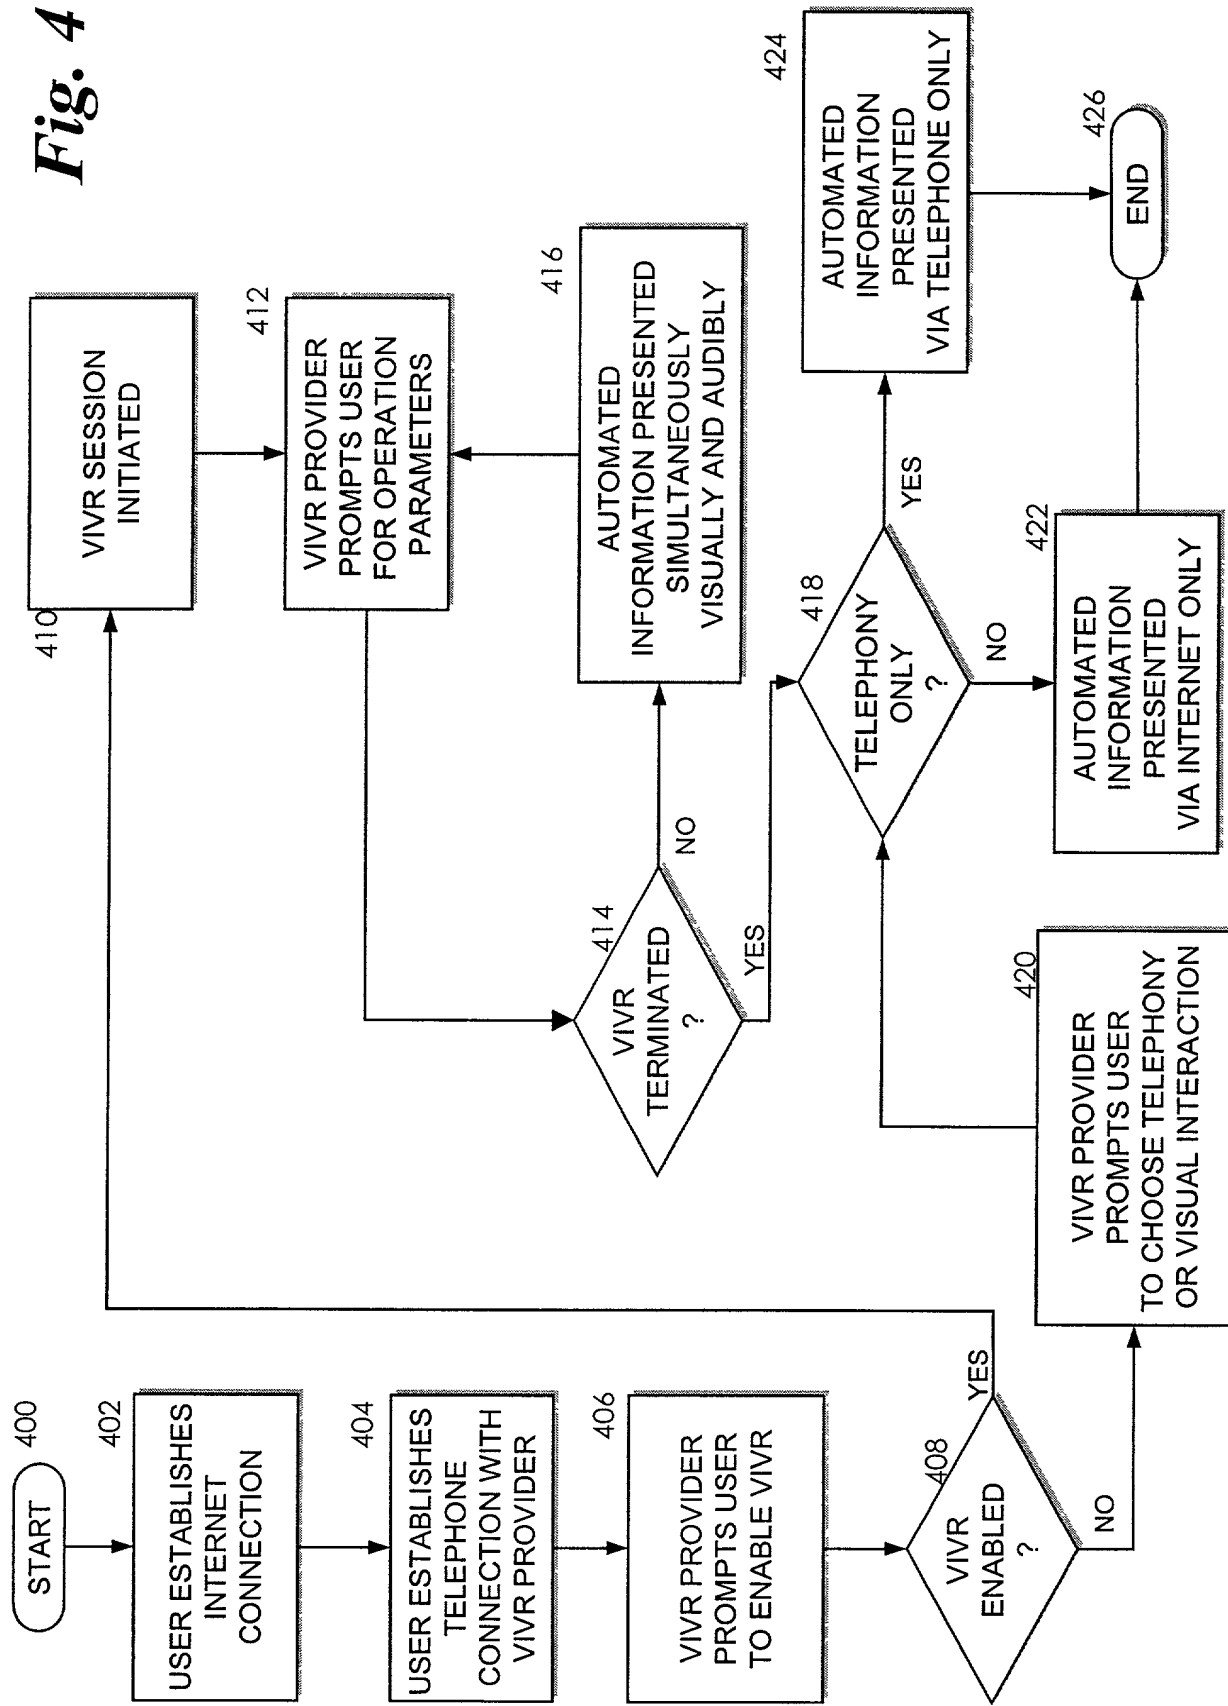 Fig. 4
400
START
402
USER ESTABLISHES
INTERNET
CONNECTION
404
USER ESTABLISHES
TELEPHONE
CONNECTION WITH
VIVR PROVIDER
406
VIVR PROVIDER
PROMPTS USER
TO ENABLE VIVR
408
VIVR
ENABLED
?
YES
NO
410
VIVR SESSION
INITIATED
412
VIVR PROVIDER
PROMPTS USER
FOR OPERATION
PARAMETERS
414
VIVR
TERMINATED
?
NO
YES
416
AUTOMATED
INFORMATION PRESENTED
SIMULTANEOUSLY
VISUALLY AND AUDIBLY
418
TELEPHONY
ONLY
?
YES
NO
420
VIVR PROVIDER
PROMPTS USER
TO CHOOSE TELEPHONY
OR VISUAL INTERACTION
422
AUTOMATED
INFORMATION
PRESENTED
VIA INTERNET ONLY
424
AUTOMATED
INFORMATION
PRESENTED
VIA TELEPHONE ONLY
426
END